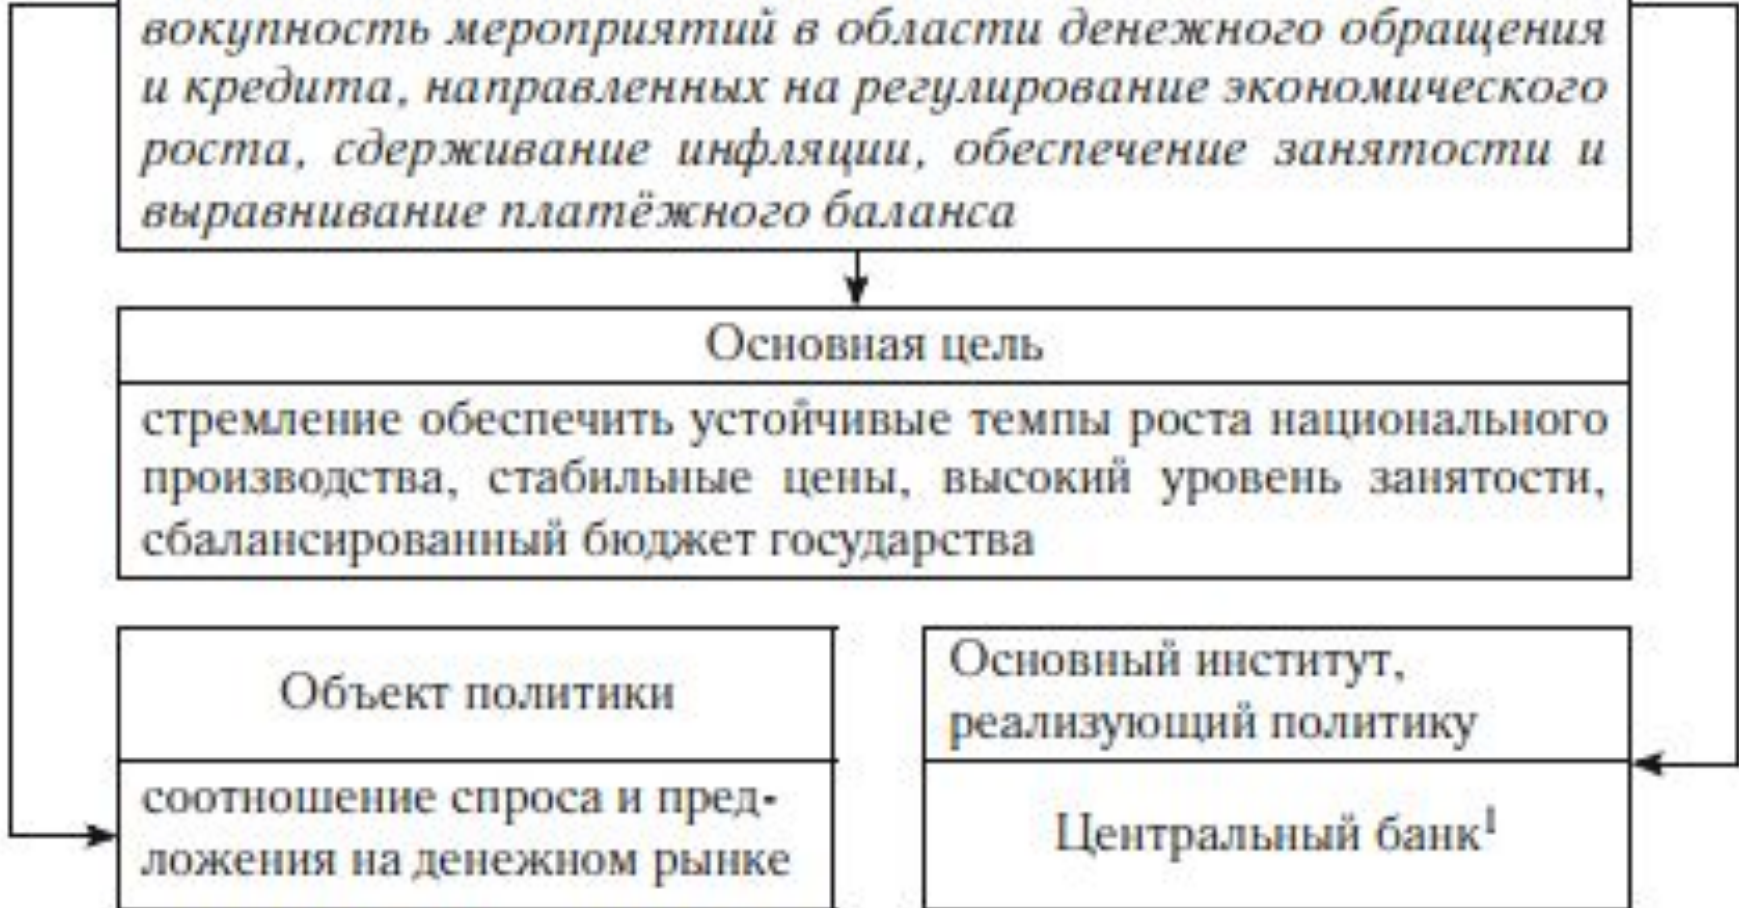 вокупность мероприятий в области денежного обращения
и кредита, направленных на регулирование экономического
роста, сдерживание инфляции, обеспечение занятости и
выравнивание платёжного баланса
Основная цель
стремление обеспечить устойчивые темпы роста национального
производства, стабильные цены, высокий уровень занятости,
сбалансированный бюджет государства
Объект политики
соотношение спроса и пред-
ложения на денежном рынке
Основный институт,
реализующий политику
Центральный банк¹